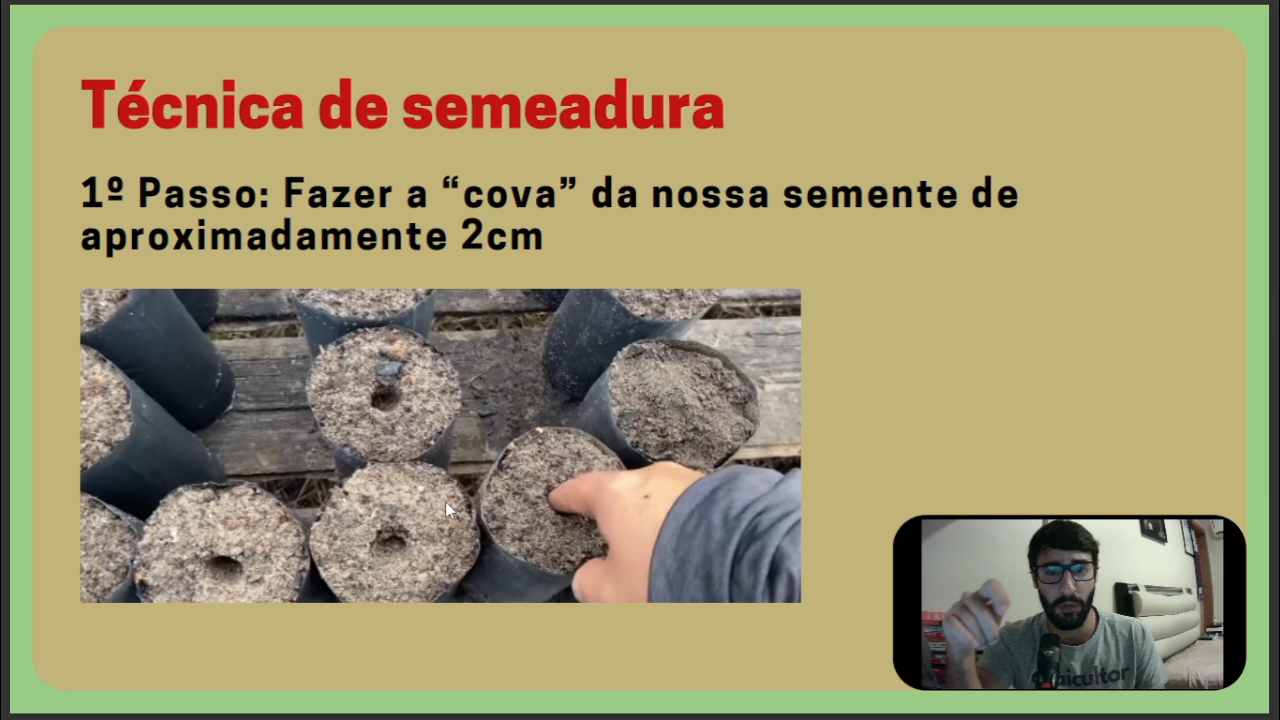 Técnica de semeadura
1º Passo: Fazer a “cova” da nossa semente de
aproximadamente 2cm